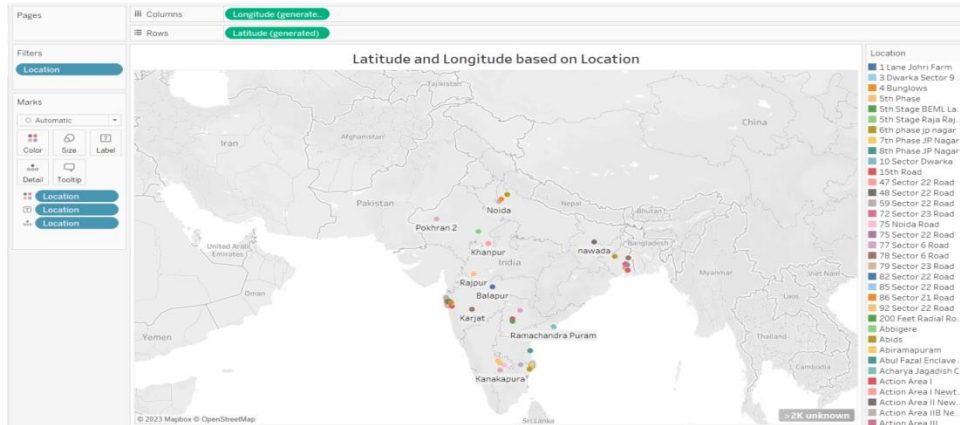 Pages
Columns
Longitude (generate..
Rows
Latitude (generated)
Filters
Location
Marks
Automatic
Color
Size
Label
Detail
Tooltip
Location
Location
Location
Latitude and Longitude based on Location
Tajikistan
China
Iran
Afghanistan
Pakistan
Noida
Nepal
Bhutan
Pokhran 2
Khanpur
India
nawada
Bangladesh
United Arab
Emirates
Myanmar
Viet Nam
Oman
Rajpur
Balapur
Laos
Karjat
Yemen
Ramachandra Puram
Thailand
Cambodia
Kanakapura
Sri Lanka
© 2023 Mapbox © OpenStreetMap
>2K unknown
Location
1 Lane Johri Farm
3 Dwarka Sector 9 .
4 Bunglows
5th Phase
5th Stage BEML La..
5th Stage Raja Raj..
6th phase jp nagar
7th Phase JP Nagar
8th Phase JP Nagar
10 Sector Dwarka
15th Road
47 Sector 22 Road
48 Sector 22 Road
59 Sector 22 Road
72 Sector 23 Road
75 Noida Road
75 Sector 22 Road
77 Sector 6 Road
78 Sector 6 Road
79 Sector 23 Road
82 Sector 22 Road
85 Sector 22 Road
86 Sector 21 Road
92 Sector 22 Road
200 Feet Radial Ro..
Abbigere
Abids
Abiramapuram
Abul Fazal Enclave .
Acharya Jagadish C
Action Area I
Action Area I Newt..
Action Area II New..
Action Area IIB Ne..
Action Area III